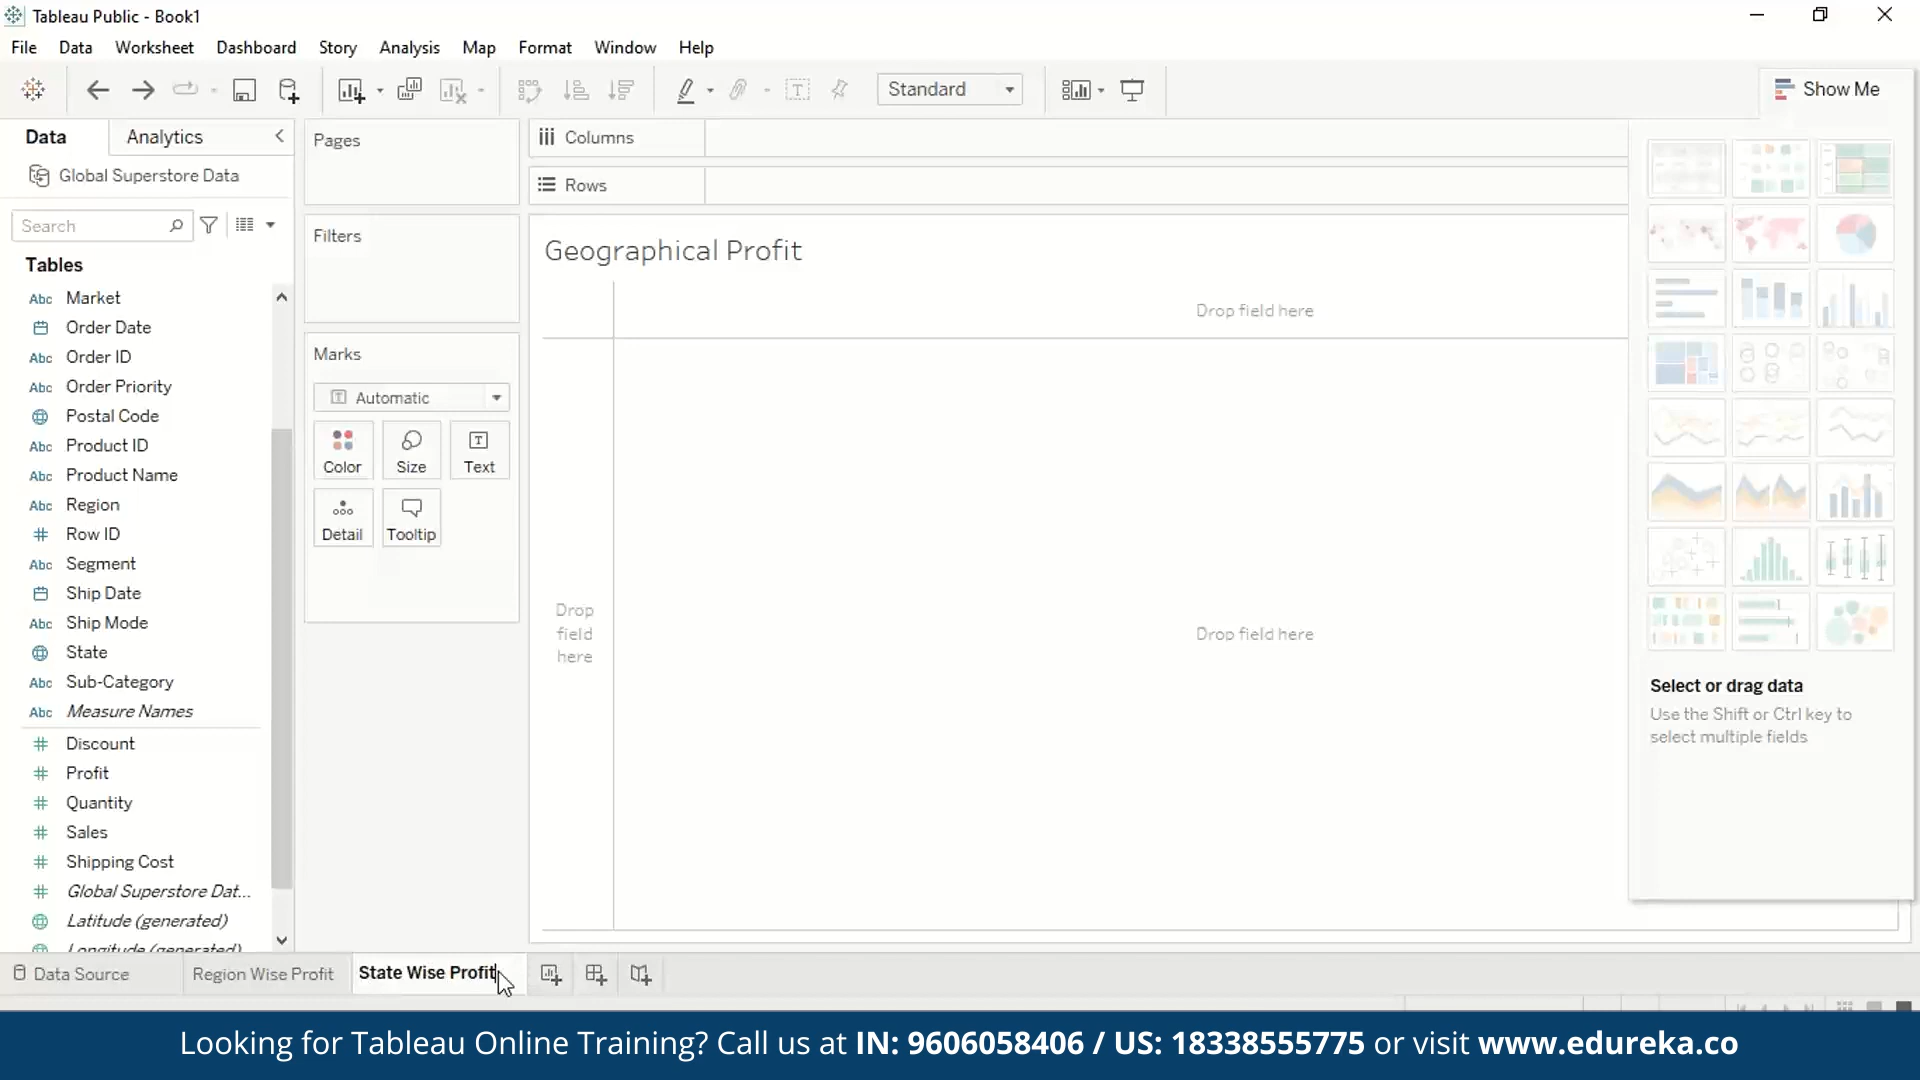 Tableau Public - Book1
File Data Worksheet Dashboard Story Analysis Map Format Window Help
Standard
Show Me
Data Analytics
Global Superstore Data
Search
Tables
Abc Market
Order Date
Abc Order ID
Abc Order Priority
Postal Code
Abc Product ID
Abc Product Name
Abc Region
# Row ID
Abc Segment
Ship Date
Abc Ship Mode
State
Abc Sub-Category
Abc Measure Names
# Discount
# Profit
# Quantity
# Sales
# Shipping Cost
# Global Superstore Dat...
Latitude (generated)
Longitude (generated)
Pages
Filters
Marks
Automatic
Color Size Text
Detail Tooltip
Columns
Rows
Geographical Profit
Drop field here
Drop
field
here
Drop field here
Select or drag data
Use the Shift or Ctrl key to
select multiple fields
Data Source Region Wise Profit State Wise Profit
Looking for Tableau Online Training? Call us at IN: 9606058406 / US: 18338555775 or visit www.edureka.co